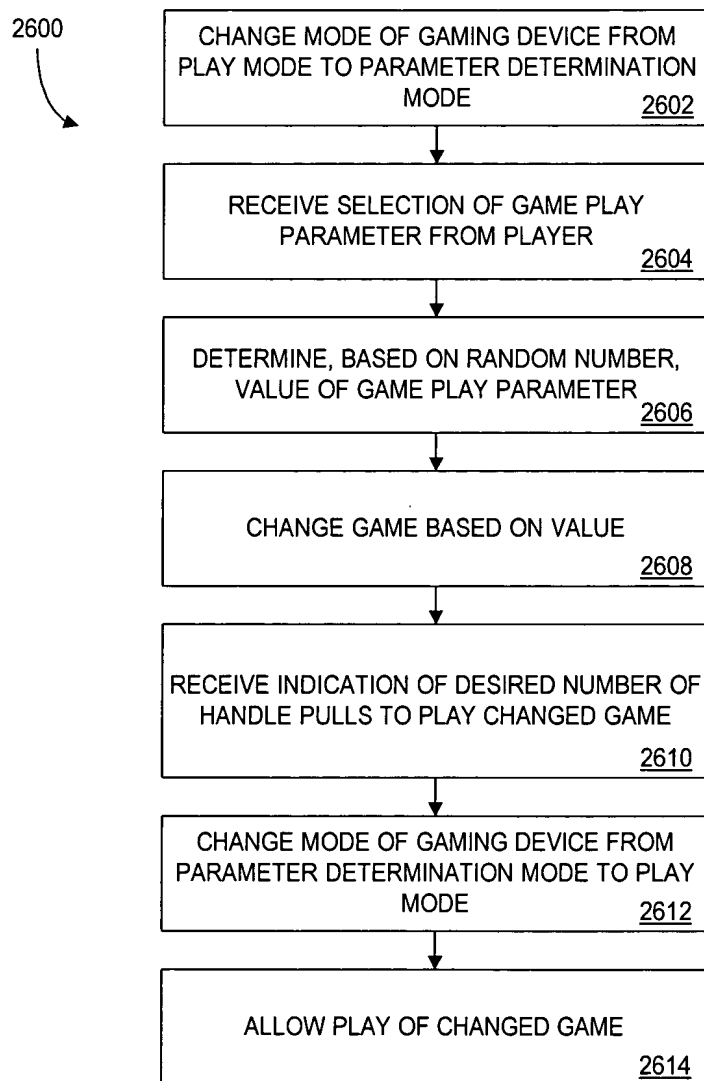 2600
CHANGE MODE OF GAMING DEVICE FROM
PLAY MODE TO PARAMETER DETERMINATION
MODE
2602
RECEIVE SELECTION OF GAME PLAY
PARAMETER FROM PLAYER
2604
DETERMINE, BASED ON RANDOM NUMBER,
VALUE OF GAME PLAY PARAMETER
2606
CHANGE GAME BASED ON VALUE
2608
RECEIVE INDICATION OF DESIRED NUMBER OF
HANDLE PULLS TO PLAY CHANGED GAME
2610
CHANGE MODE OF GAMING DEVICE FROM
PARAMETER DETERMINATION MODE TO PLAY
MODE
2612
ALLOW PLAY OF CHANGED GAME
2614